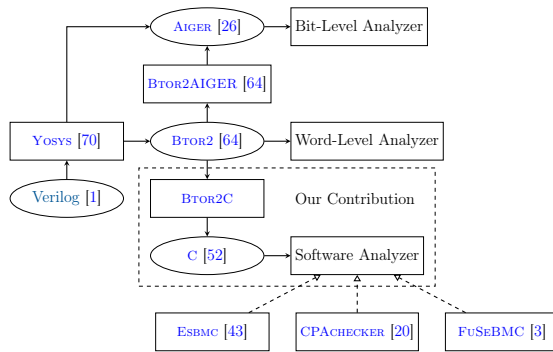 AIGER [26]
Bit-Level Analyzer
BTOR2AIGER [64]
YOSYS [70]
BTOR2 [64]
Word-Level Analyzer
Verilog [1]
BTOR2C
Our Contribution
C [52]
Software Analyzer
ESBMC [43]
CPACHECKER [20]
FUSEBMC [3]